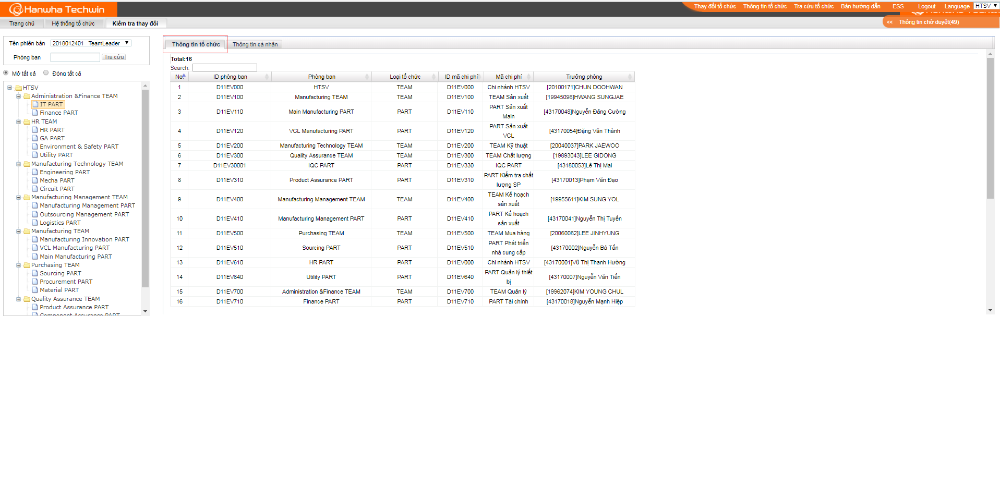 Hanwha Techwin
Thay đổi tổ chức Thông tin tổ chức Tra cứu tổ chức Bản hướng dẫn ESS Logout Language HTSV
Trang chủ Hệ thống tổ chức Kiểm tra thay đổi
<< Thông tin chờ duyệt(49)
Tên phiên bản 2018012401 TeamLeader
Phòng ban Tra cứu
Mở tất cả Đóng tất cả
HTSV
Administration &Finance TEAM
IT PART
Finance PART
HR TEAM
HR PART
GA PART
Environment & Safety PART
Utility PART
Manufacturing Technology TEAM
Engineering PART
Mecha PART
Circuit PART
Manufacturing Management TEAM
Manufacturing Management PART
Outsourcing Management PART
Logistics PART
Manufacturing TEAM
Manufacturing Innovation PART
VCL Manufacturing PART
Main Manufacturing PART
Purchasing TEAM
Sourcing PART
Procurement PART
Material PART
Quality Assurance TEAM
Product Assurance PART
Component Assurance PART
Thông tin tổ chức Thông tin cá nhân
Total:16
Search:
No. ID phòng ban Phòng ban Loại tổ chức ID mã chi phí Mã chi phí Trưởng phòng
1 D11EV000 HTSV TEAM D11EV000 Chi nhánh HTSV [20100171]CHUN DOOHWAN
2 D11EV100 Manufacturing TEAM TEAM D11EV100 TEAM Sản xuất [19945098]HWANG SUNGJAE
3 D11EV110 Main Manufacturing PART PART D11EV110 PART Sản xuất Main [43170048]Nguyễn Đăng Cường
4 D11EV120 VCL Manufacturing PART PART D11EV120 PART Sản xuất VCL [43170054]Đặng Văn Thành
5 D11EV200 Manufacturing Technology TEAM TEAM D11EV200 TEAM Kỹ thuật [20040037]PARK JAEWOO
6 D11EV300 Quality Assurance TEAM TEAM D11EV300 TEAM Chất lượng [19893043]LEE GIDONG
7 D11EV30001 IQC PART PART D11EV330 IQC PART [43180053]Lê Thị Mai
8 D11EV310 Product Assurance PART PART D11EV310 PART Kiểm tra chất lượng SP [43170013]Phạm Văn Đạo
9 D11EV400 Manufacturing Management TEAM TEAM D11EV400 TEAM Kế hoạch sản xuất [19955611]KIM SUNG YOL
10 D11EV410 Manufacturing Management PART PART D11EV410 PART Kế hoạch sản xuất [43170041]Nguyễn Thị Tuyến
11 D11EV500 Purchasing TEAM TEAM D11EV500 TEAM Mua hàng [20060082]LEE JINHYUNG
12 D11EV510 Sourcing PART PART D11EV510 PART Phát triển nhà cung cấp [43170002]Nguyễn Bá Tấn
13 D11EV610 HR PART PART D11EV000 Chi nhánh HTSV [43170001]Vũ Thị Thanh Hường
14 D11EV640 Utility PART PART D11EV640 PART Quản lý thiết bị [43170007]Nguyễn Văn Tiến
15 D11EV700 Administration &Finance TEAM TEAM D11EV700 TEAM Quản lý [19962074]KIM YOUNG CHUL
16 D11EV710 Finance PART PART D11EV710 PART Tài chính [43170018]Nguyễn Mạnh Hiệp